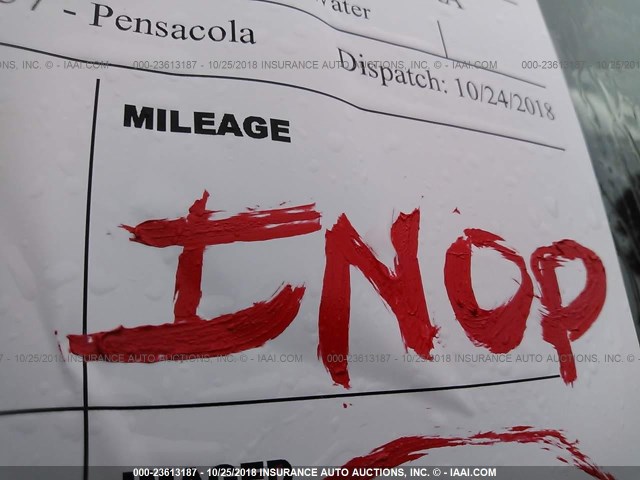 - Pensacola
Water
Dispatch: 10/24/2018
000-23613187 - 10/25/2018 INSURANCE AUTO AUCTIONS, INC. © - IAAI.COM
MILEAGE
INOP
000-23613187 - 10/25/2018 INSURANCE AUTO AUCTIONS, INC. © - IAAI.COM
000-23613187 - 10/25/2018 INSURANCE AUTO AUCTIONS, INC. © - IAAI.COM